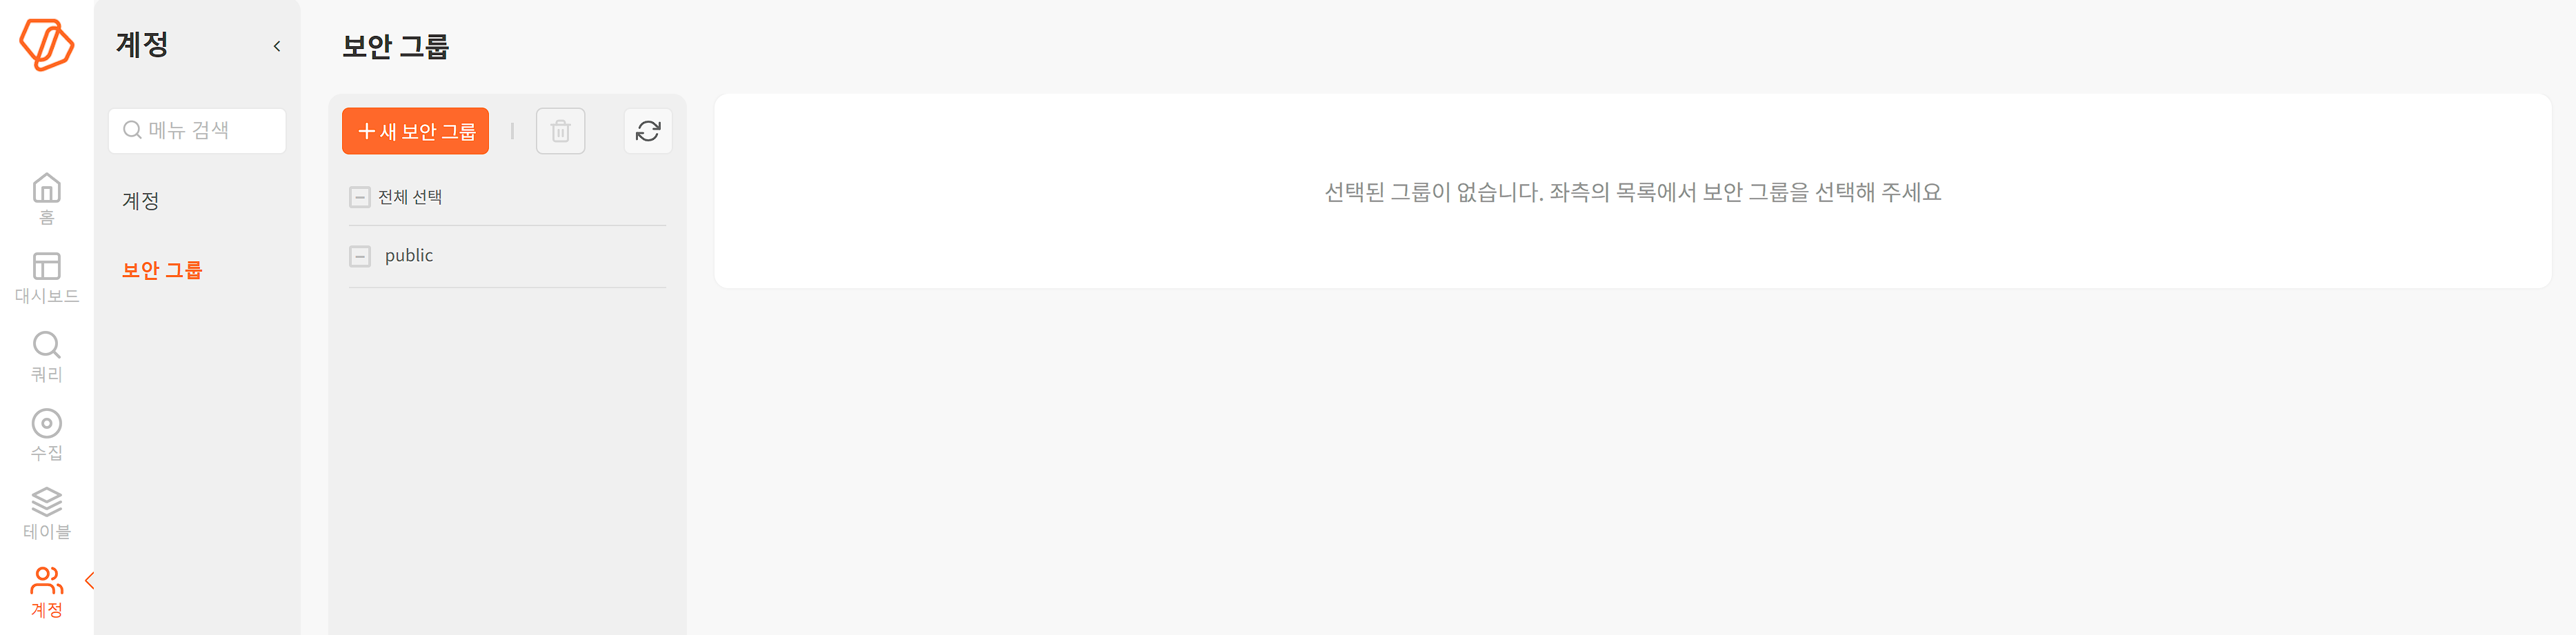 홈
대시보드
쿼리
수집
테이블
계정
계정
메뉴 검색
계정
보안 그룹
보안 그룹
새 보안 그룹
전체 선택
public
선택된 그룹이 없습니다. 좌측의 목록에서 보안 그룹을 선택해 주세요